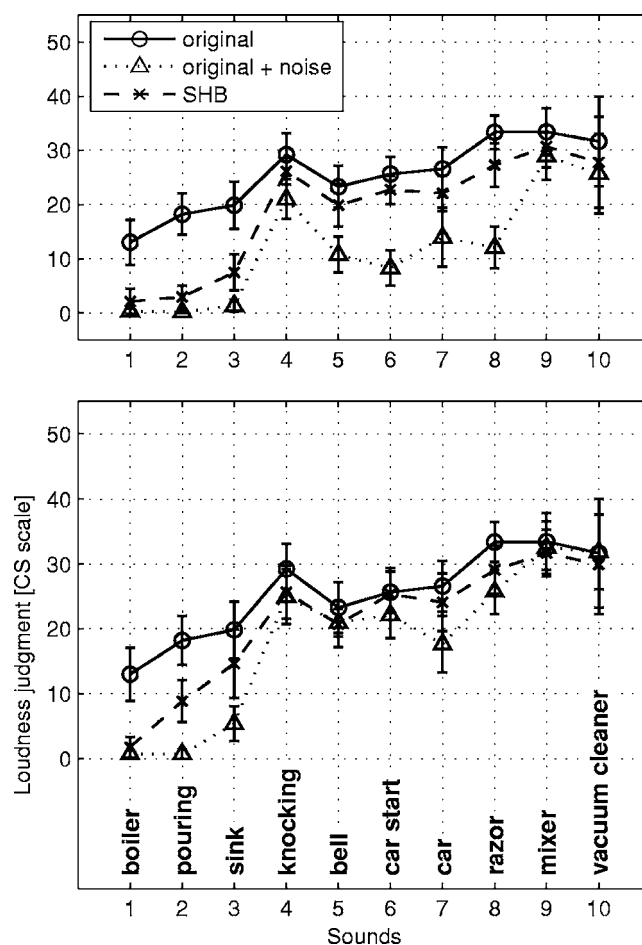 50
40
30
20
10
0
original
original + noise
SHB
1 2 3 4 5 6 7 8 9 10
Loudness judgment [CS scale]
50
40
30
20
10
0
boiler
pouring
sink
knocking
bell
car start
car
razor
mixer
vacuum cleaner
1 2 3 4 5 6 7 8 9 10
Sounds